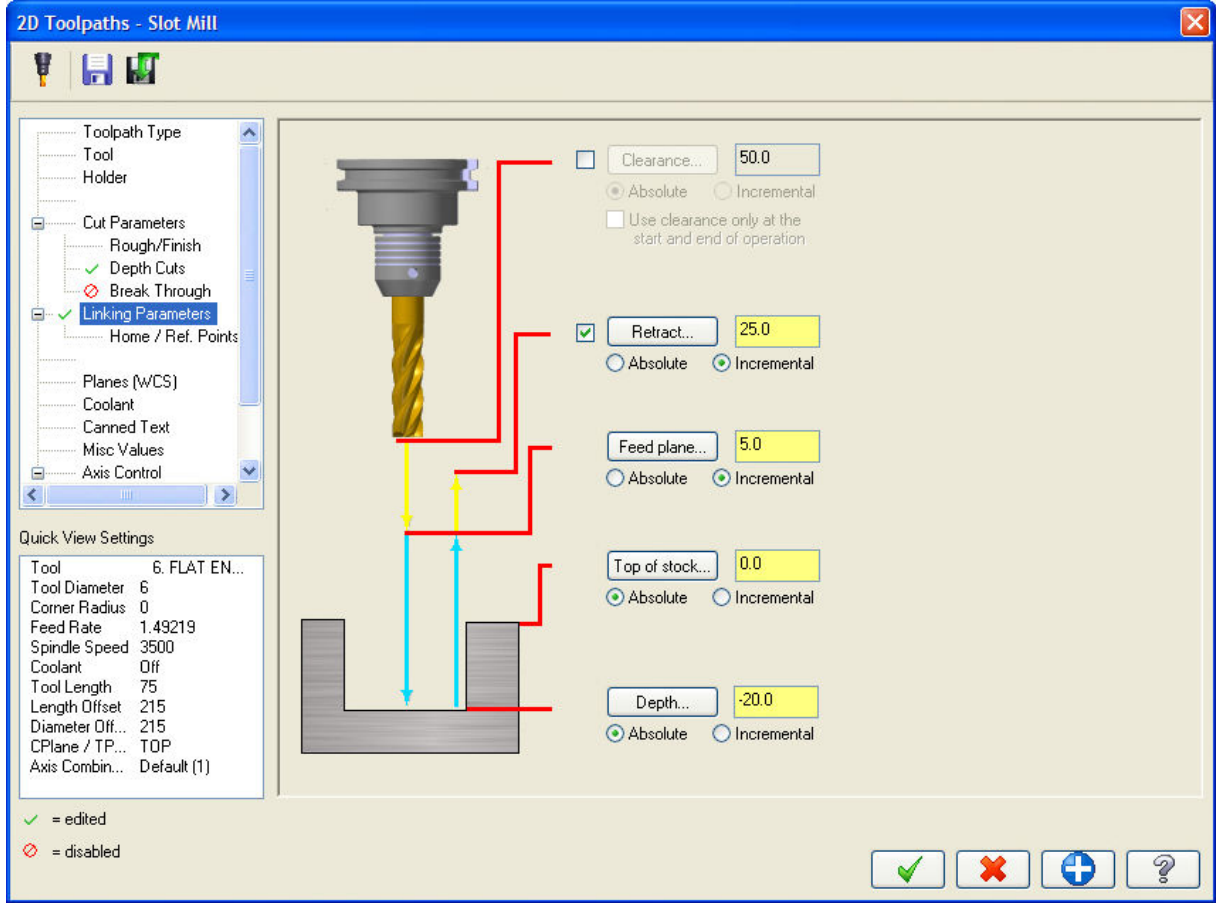 2D Toolpaths - Slot Mill
Toolpath Type
Tool
Holder
Cut Parameters
Rough/Finish
Depth Cuts
Break Through
Linking Parameters
Home / Ref. Points
Planes (WCS)
Coolant
Canned Text
Misc Values
Axis Control
Quick View Settings
Tool 6. FLAT EN...
Tool Diameter 6
Corner Radius 0
Feed Rate 1.49219
Spindle Speed 3500
Coolant Off
Tool Length 75
Length Offset 215
Diameter Off... 215
CPlane / TP... TOP
Axis Combin... Default (1)
= edited
= disabled
Clearance... 50.0
Absolute Incremental
Use clearance only at the
start and end of operation
Retract... 25.0
Absolute Incremental
Feed plane... 5.0
Absolute Incremental
Top of stock... 0.0
Absolute Incremental
Depth... -20.0
Absolute Incremental